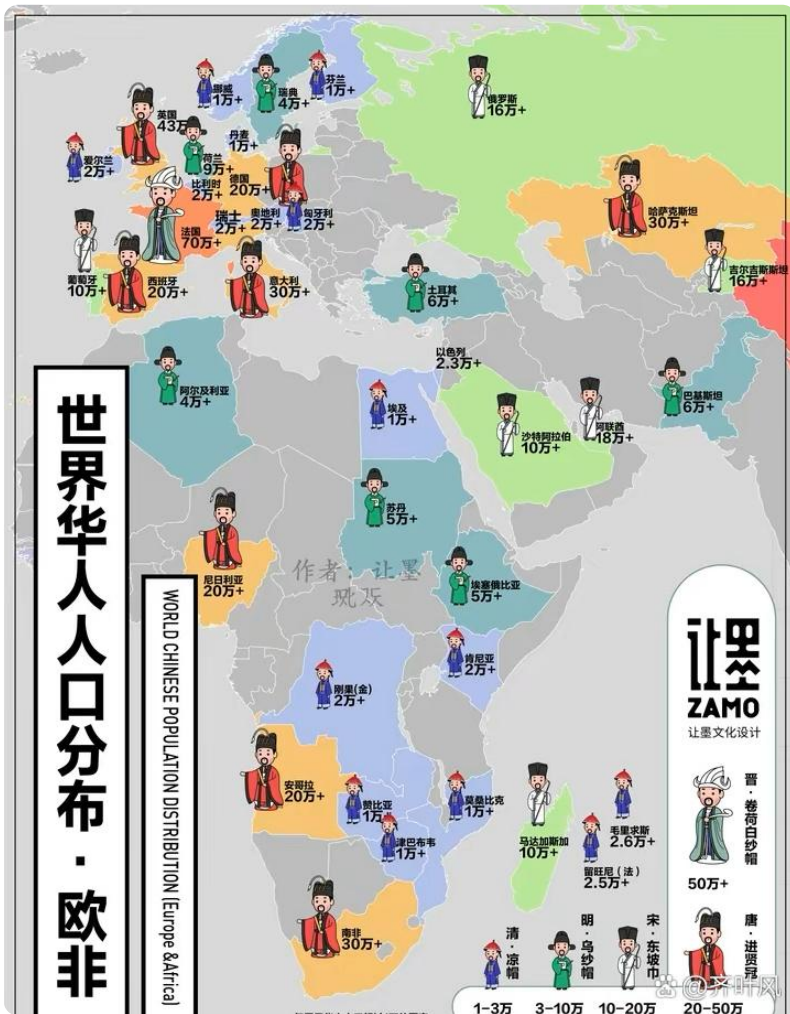 挪威
1万+
瑞典
4万+
芬兰
1万+
俄罗斯
16万+
英国
43万+
丹麦
1万+
爱尔兰
2万+
荷兰
9万+
比利时
2万+
德国
20万+
哈萨克斯坦
30万+
法国
70万+
瑞士
2万+
奥地利
2万+
匈牙利
2万+
葡萄牙
10万+
西班牙
20万+
意大利
30万+
土耳其
6万+
吉尔吉斯斯坦
16万+
以色列
2.3万+
阿尔及利亚
4万+
埃及
1万+
沙特阿拉伯
10万+
阿联酋
18万+
巴基斯坦
6万+
苏丹
5万+
尼日利亚
20万+
埃塞俄比亚
5万+
作者：让墨
肯尼亚
2万+
刚果(金)
2万+
安哥拉
20万+
赞比亚
1万+
莫桑比克
1万+
津巴布韦
1万+
马达加斯加
10万+
毛里求斯
2.6万+
留旺尼（法）
2.5万+
南非
30万+
世界华人人口分布·欧非
WORLD CHINESE POPULATION DISTRIBUTION (Europe &Africa)
让墨
ZAMO
让墨文化设计
晋·卷荷白纱帽
50万+
唐·进贤冠
20-50万
宋·东坡巾
10-20万
明·乌纱帽
3-10万
清·凉帽
1-3万
@齐叶风